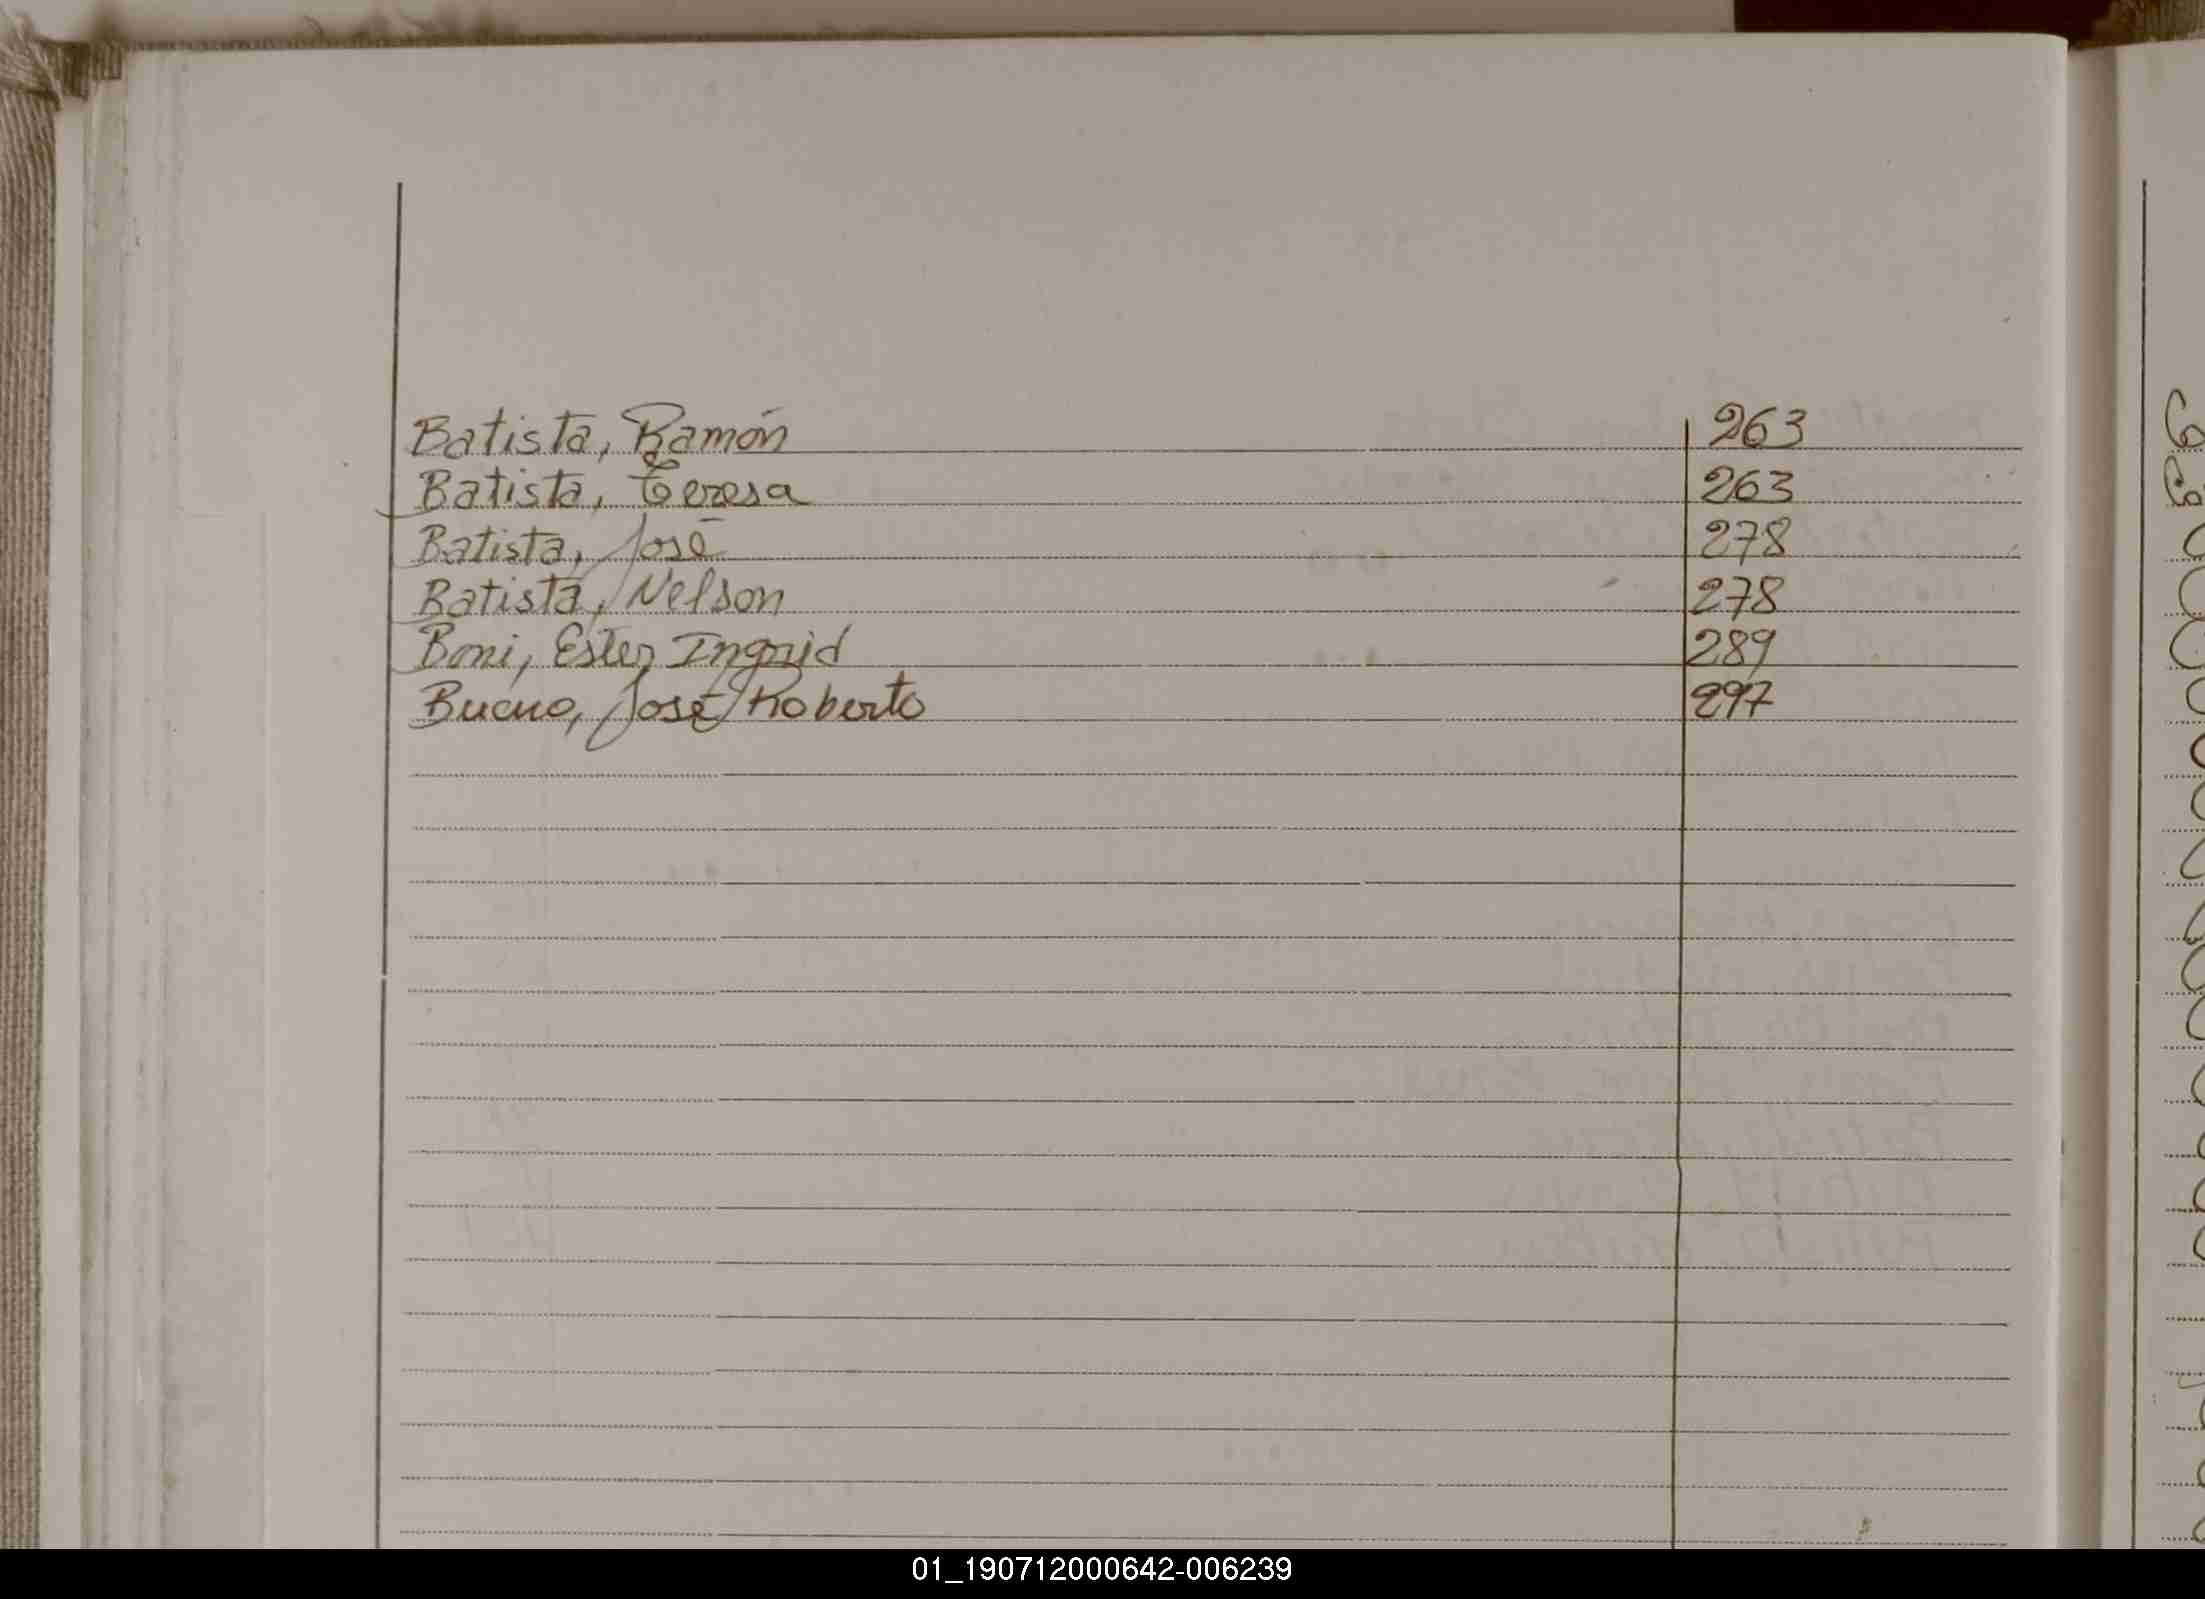 Batista, Ramón 263
Batista, Teresa 263
Batista, José 278
Batista, Nelson 278
Boni, Ester Ingrid 289
Bueno, José Roberto 297
01_190712000642-006239